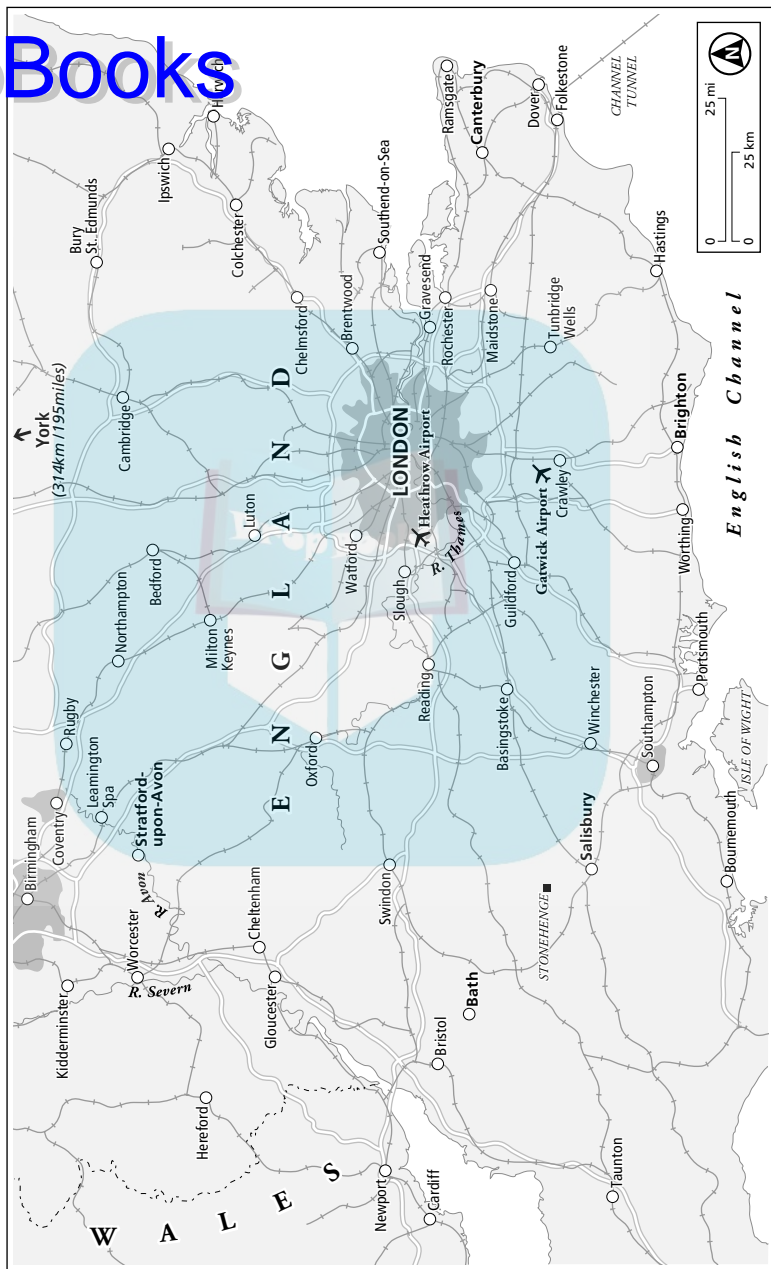 Books
Harwich
Ipswich
Bury
St. Edmunds
Colchester
Southend-on-Sea
Chelmsford
Brentwood
Cambridge
York
(314km/195miles)
Ramsgate
Canterbury
Dover
Folkestone
CHANNEL
TUNNEL
N
25 mi
25 km
0
0
Gravesend
Rochester
Maidstone
Tunbridge
Wells
Hastings
English Channel
Brighton
Worthing
LONDON
Heathrow Airport
Gatwick Airport
Crawley
R. Thames
Guildford
Slough
Watford
Luton
Bedford
Northampton
Milton
Keynes
ENGLAND
Rugby
Leamington
Spa
Coventry
Birmingham
Stratford-
upon-Avon
R. Avon
Oxford
Reading
Basingstoke
Winchester
Portsmouth
Southampton
ISLE OF WIGHT
Bournemouth
Salisbury
STONEHENGE
Swindon
Cheltenham
Gloucester
Worcester
R. Severn
Kidderminster
Hereford
Bath
Bristol
Newport
Cardiff
Taunton
WALES